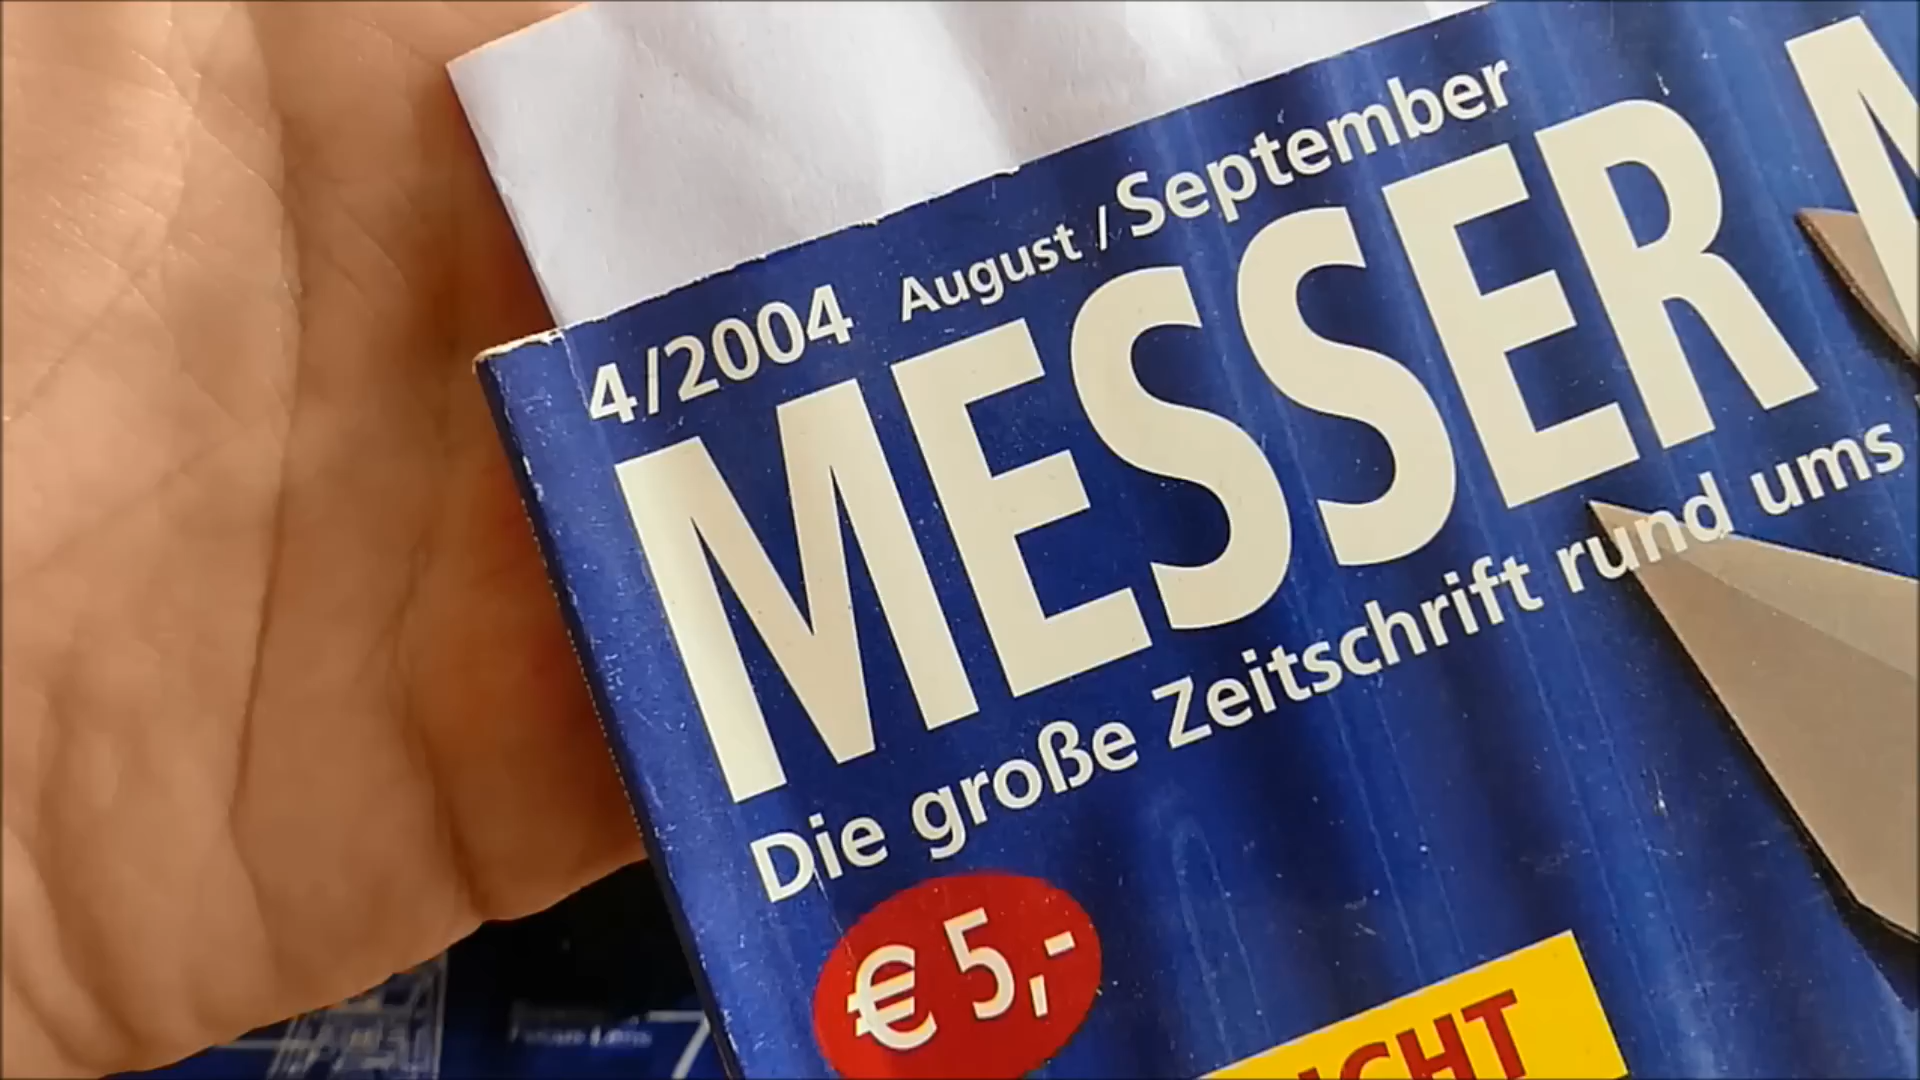 4/2004 August / September
MESSER
Die große Zeitschrift rund ums
€ 5,-